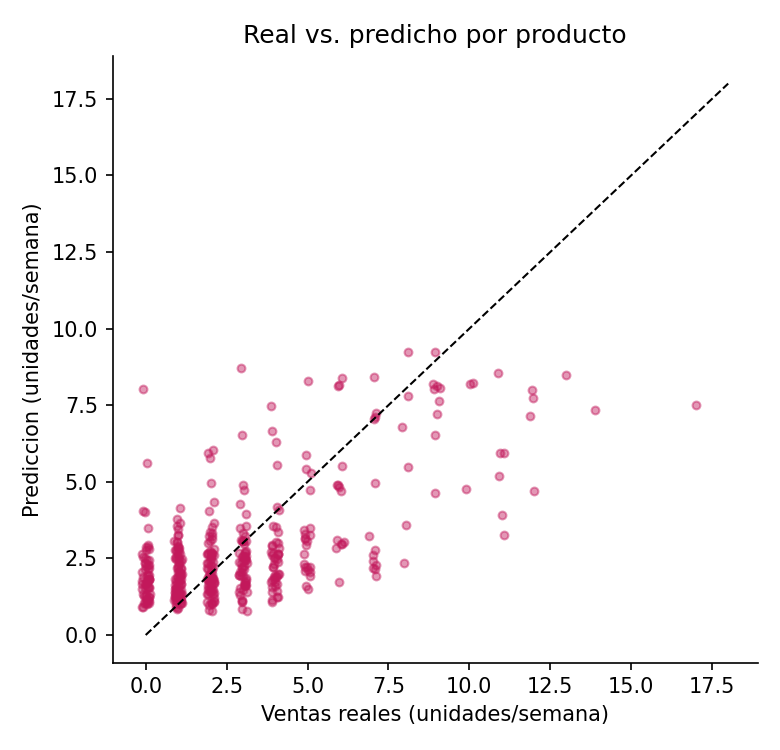 Real vs. predicho por producto
17.5
15.0
12.5
10.0
7.5
5.0
2.5
0.0
Prediccion (unidades/semana)
0.0 2.5 5.0 7.5 10.0 12.5 15.0 17.5
Ventas reales (unidades/semana)